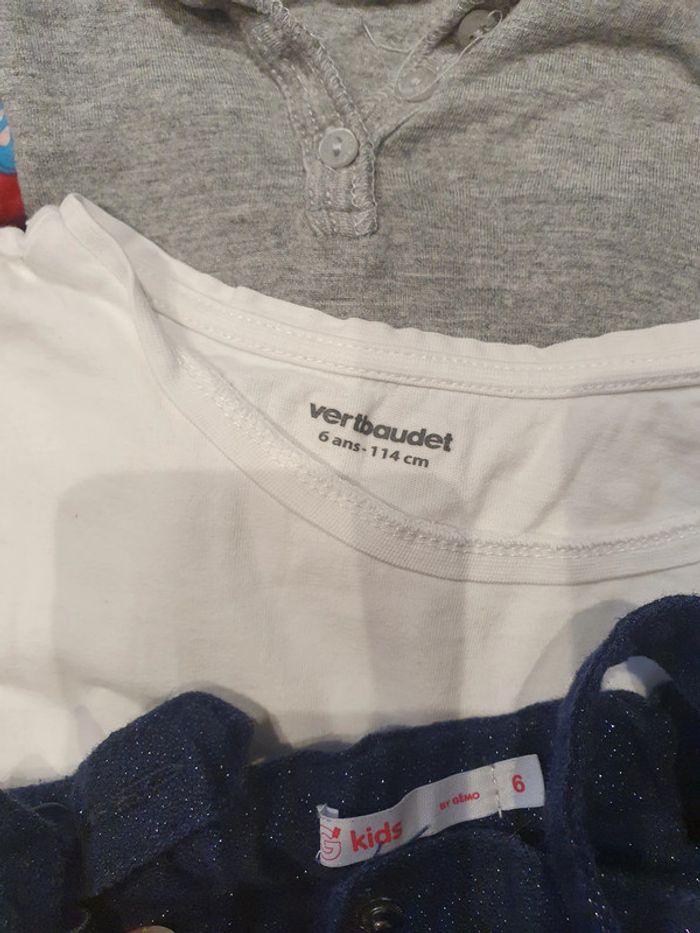 vertbaudet
6 ans - 114 cm
G kids BY GÉMO 6